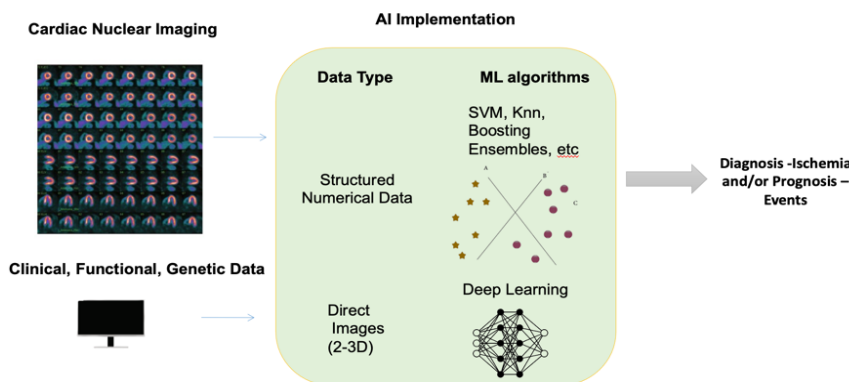 Cardiac Nuclear Imaging
AI Implementation
Data Type
ML algorithms
SVM, Knn,
Boosting
Ensembles, etc
A
B
C
Structured
Numerical Data
Diagnosis -Ischemia
and/or Prognosis –
Events
Clinical, Functional, Genetic Data
Deep Learning
Direct
Images
(2-3D)